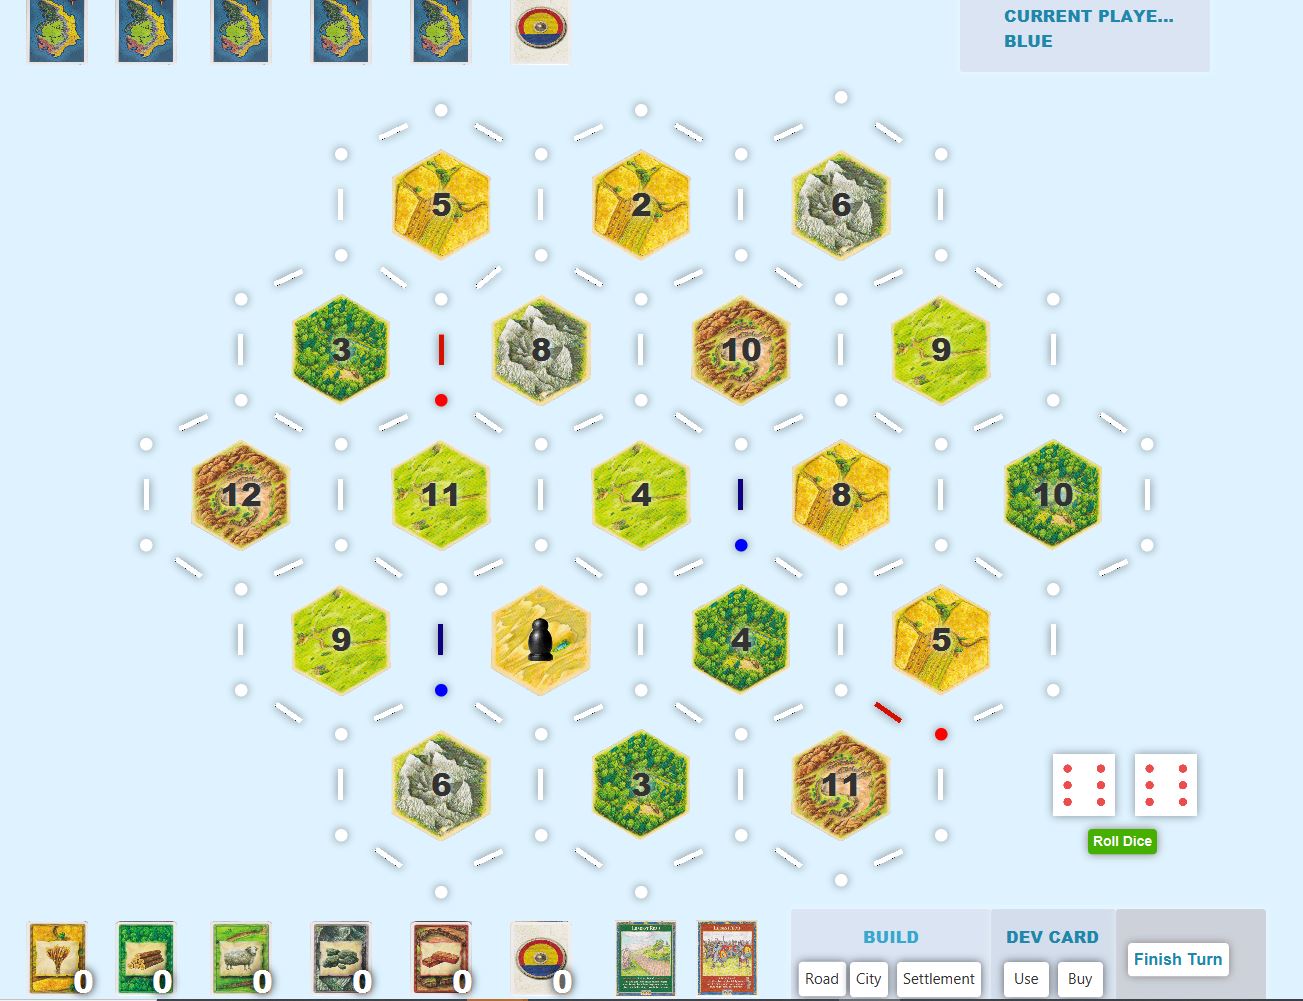 CURRENT PLAYE...
BLUE
5 2 6
3 8 10 9
12 11 4 8 10
9 4 5
6 3 11
Roll Dice
0 0 0 0 0 0
BUILD
DEV CARD
Road City Settlement
Use Buy
Finish Turn